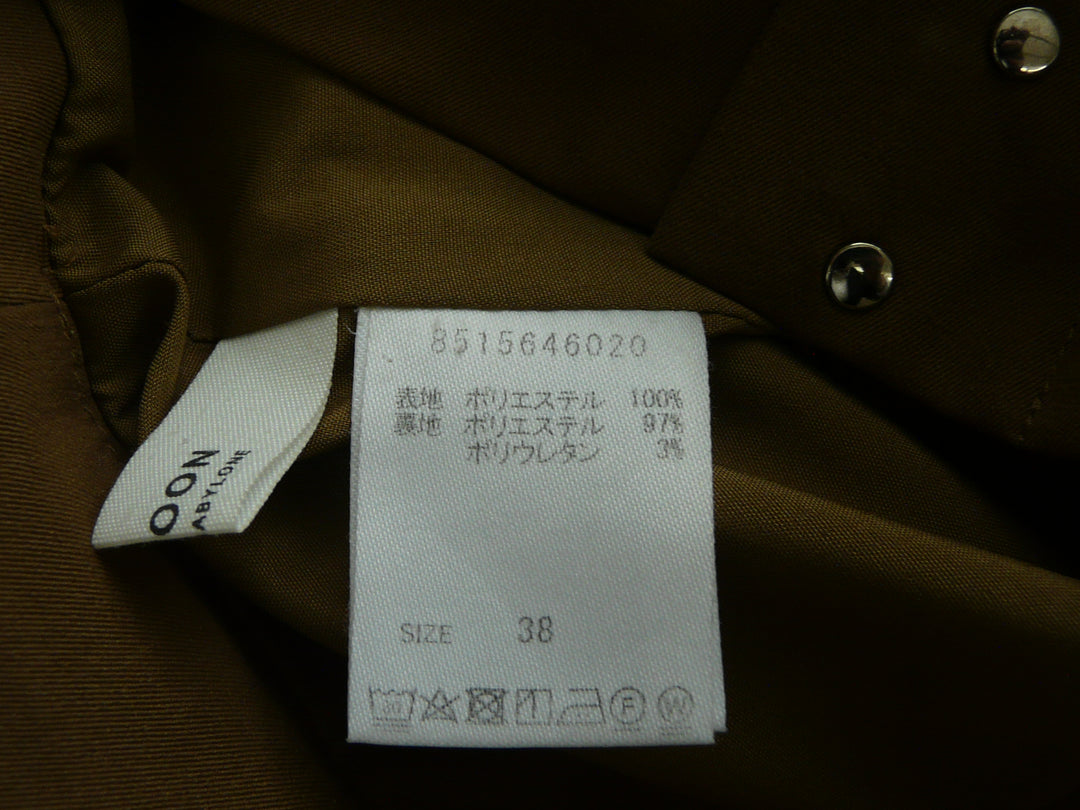 8515646020
表地 ポリエステル 100%
裏地 ポリエステル 97%
ポリウレタン 3%
SIZE 38
30
F
W
OON
ABYLONE